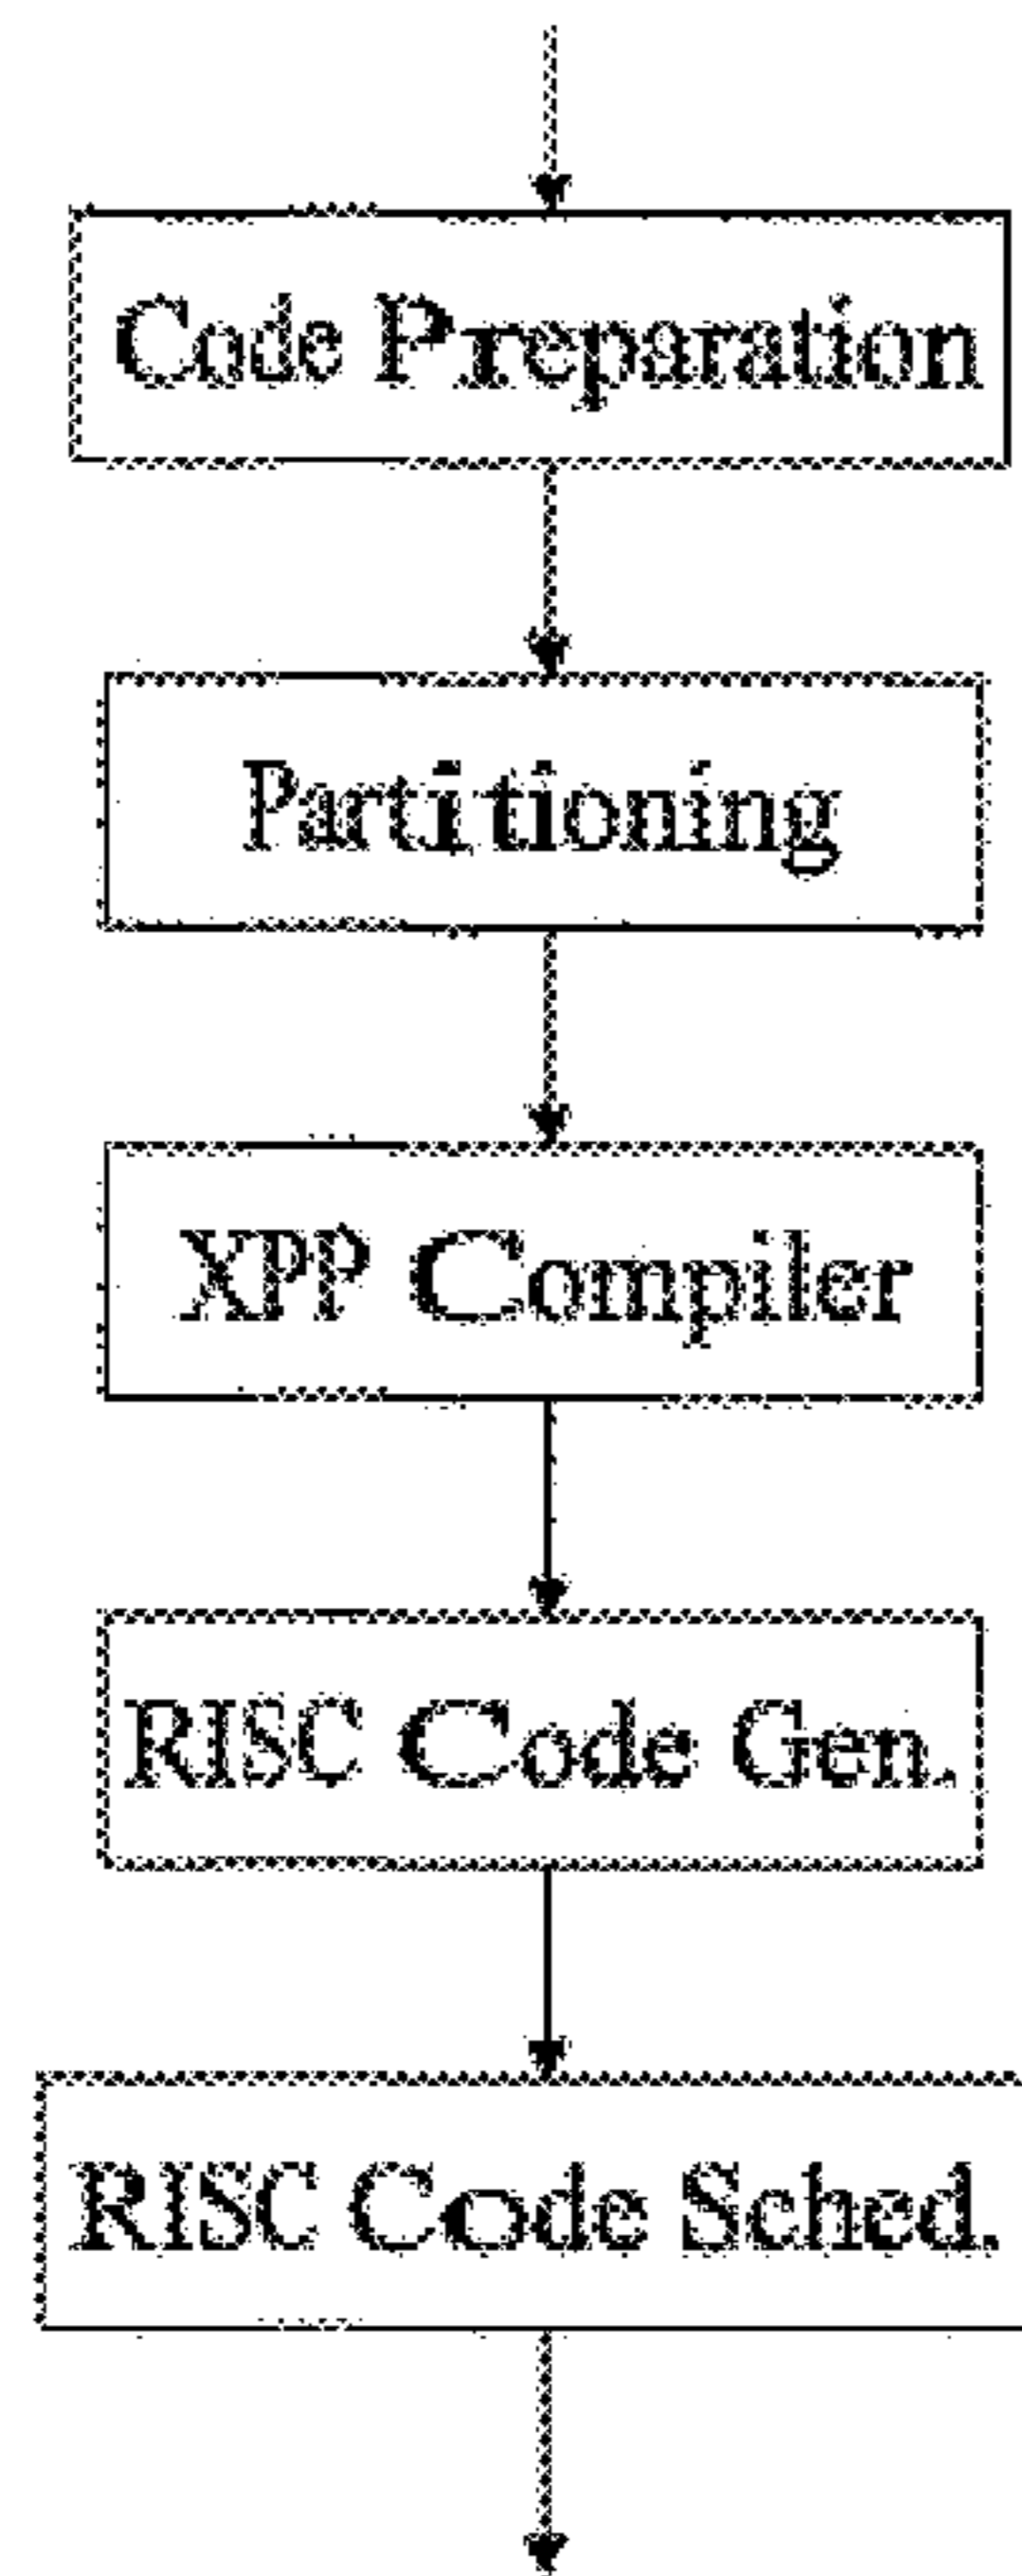 Code Preparation
Partitioning
XPP Compiler
RISC Code Gen.
RISC Code Sched.